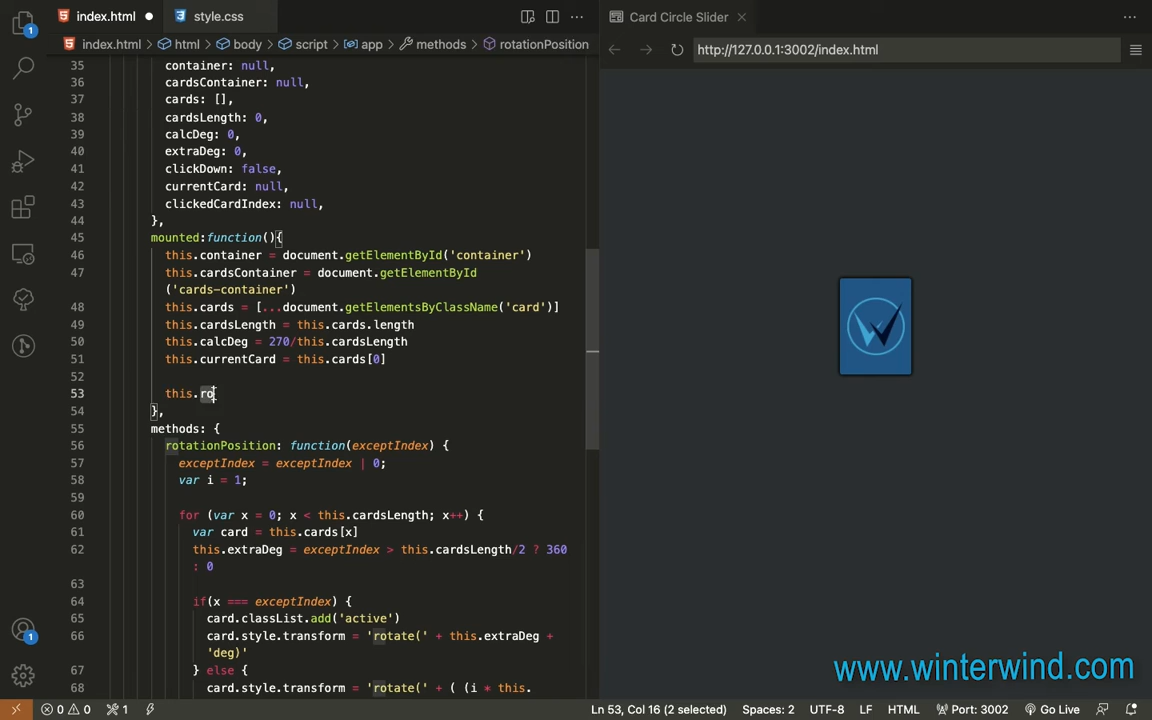 index.html
style.css
Card Circle Slider
index.html > html > body > script > app > methods > rotationPosition
http://127.0.0.1:3002/index.html
1
35 container: null,
36 cardsContainer: null,
37 cards: [],
38 cardsLength: 0,
39 calcDeg: 0,
40 extraDeg: 0,
41 clickDown: false,
42 currentCard: null,
43 clickedCardIndex: null,
44 },
45 mounted:function(){
46 this.container = document.getElementById('container')
47 this.cardsContainer = document.getElementById
('cards-container')
48 this.cards = [...document.getElementsByClassName('card')]
49 this.cardsLength = this.cards.length
50 this.calcDeg = 270/this.cardsLength
51 this.currentCard = this.cards[0]
52
53 this.ro
54 },
55 methods: {
56 rotationPosition: function(exceptIndex) {
57 exceptIndex = exceptIndex | 0;
58 var i = 1;
59
60 for (var x = 0; x < this.cardsLength; x++) {
61 var card = this.cards[x]
62 this.extraDeg = exceptIndex > this.cardsLength/2 ? 360
: 0
63
64 if(x === exceptIndex) {
65 card.classList.add('active')
66 card.style.transform = 'rotate(' + this.extraDeg +
'deg)'
67 } else {
68 card.style.transform = 'rotate(' + ( (i * this.
1
www.winterwind.com
0 0 1 Ln 53, Col 16 (2 selected) Spaces: 2 UTF-8 LF HTML Port: 3002 Go Live